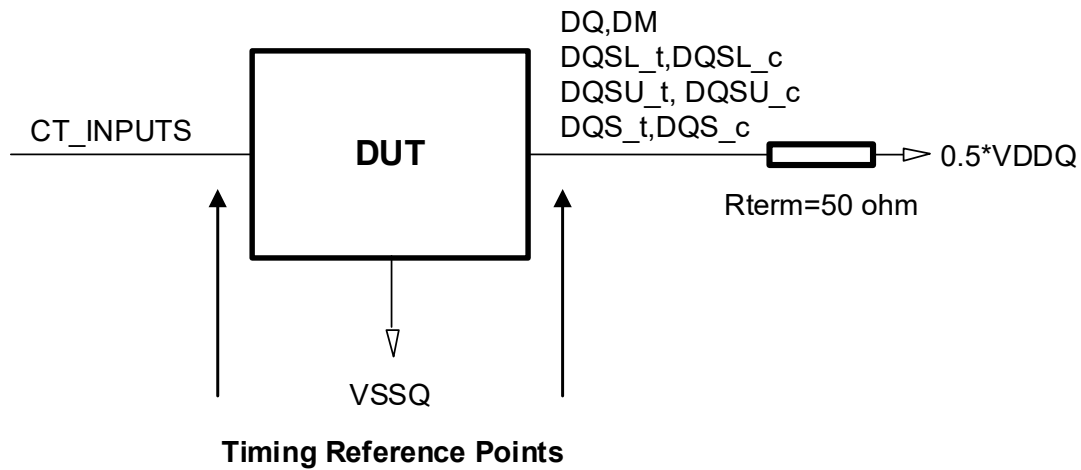 DQ,DM
DQSL_t,DQSL_c
DQSU_t, DQSU_c
DQS_t,DQS_c
CT_INPUTS
DUT
0.5*VDDQ
Rterm=50 ohm
VSSQ
Timing Reference Points